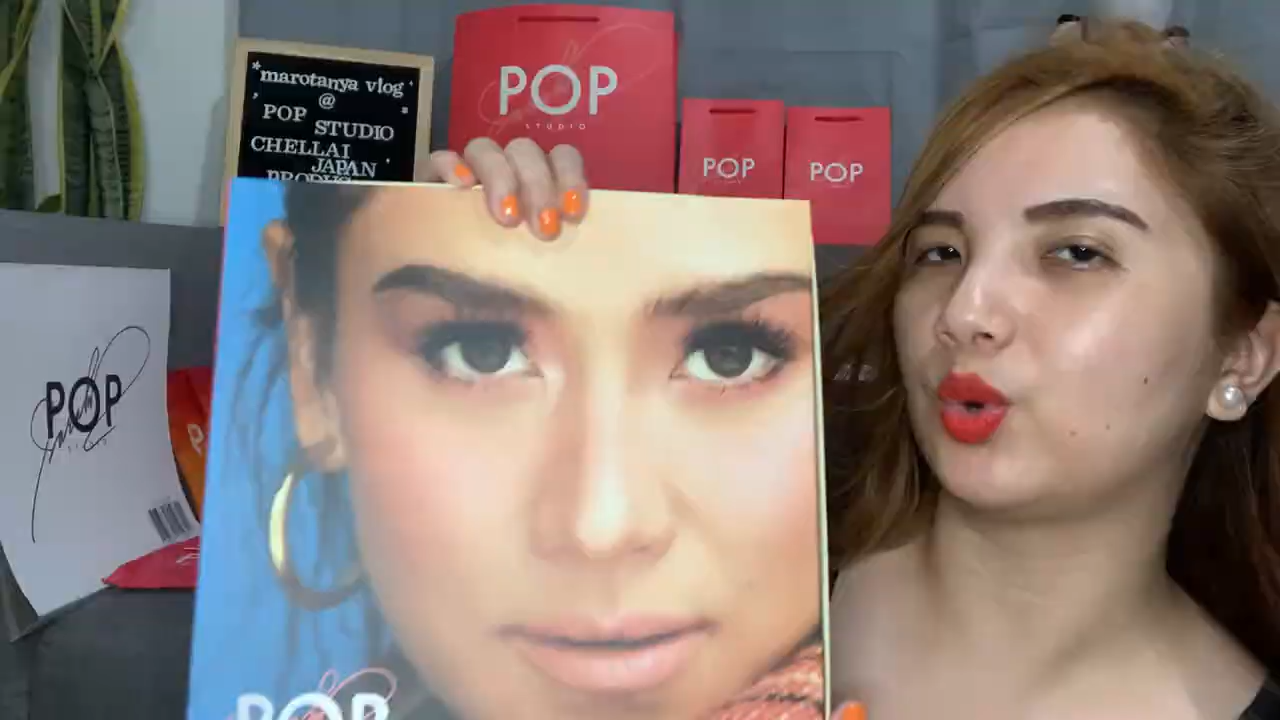 *marotanya vlog
@
POP STUDIO
CHELLAI
JAPAN
POP
STUDIO
POP
POP
POP
POP